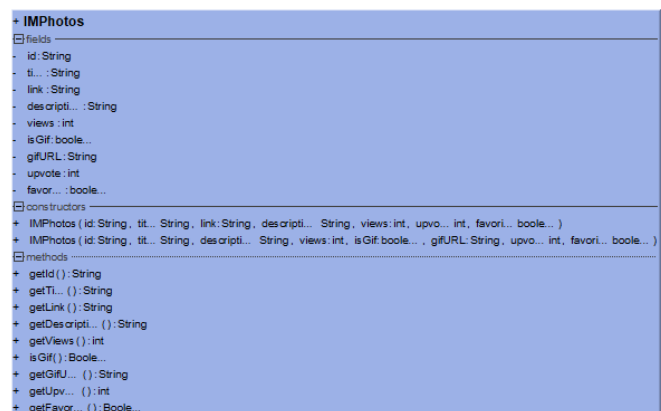 + IMPhotos
fields
- id: String
- ti... : String
- link : String
- descripti... : String
- views : int
- isGif: boole...
- gifURL: String
- upvote : int
- favor... : boole...
constructors
+ IMPhotos ( id: String, tit... String, link: String, descripti... String, views: int, upvo... int, favori... boole... )
+ IMPhotos ( id: String, tit... String, descripti... String, views: int, isGif: boole... , gifURL: String, upvo... int, favori... boole... )
methods
+ getId ( ) : String
+ getTi... ( ) : String
+ getLink ( ) : String
+ getDescripti... ( ) : String
+ getViews ( ) : int
+ isGif( ) : Boole...
+ getGifU... ( ) : String
+ getUpv... ( ) : int
+ getFavor... ( ) : Boole...